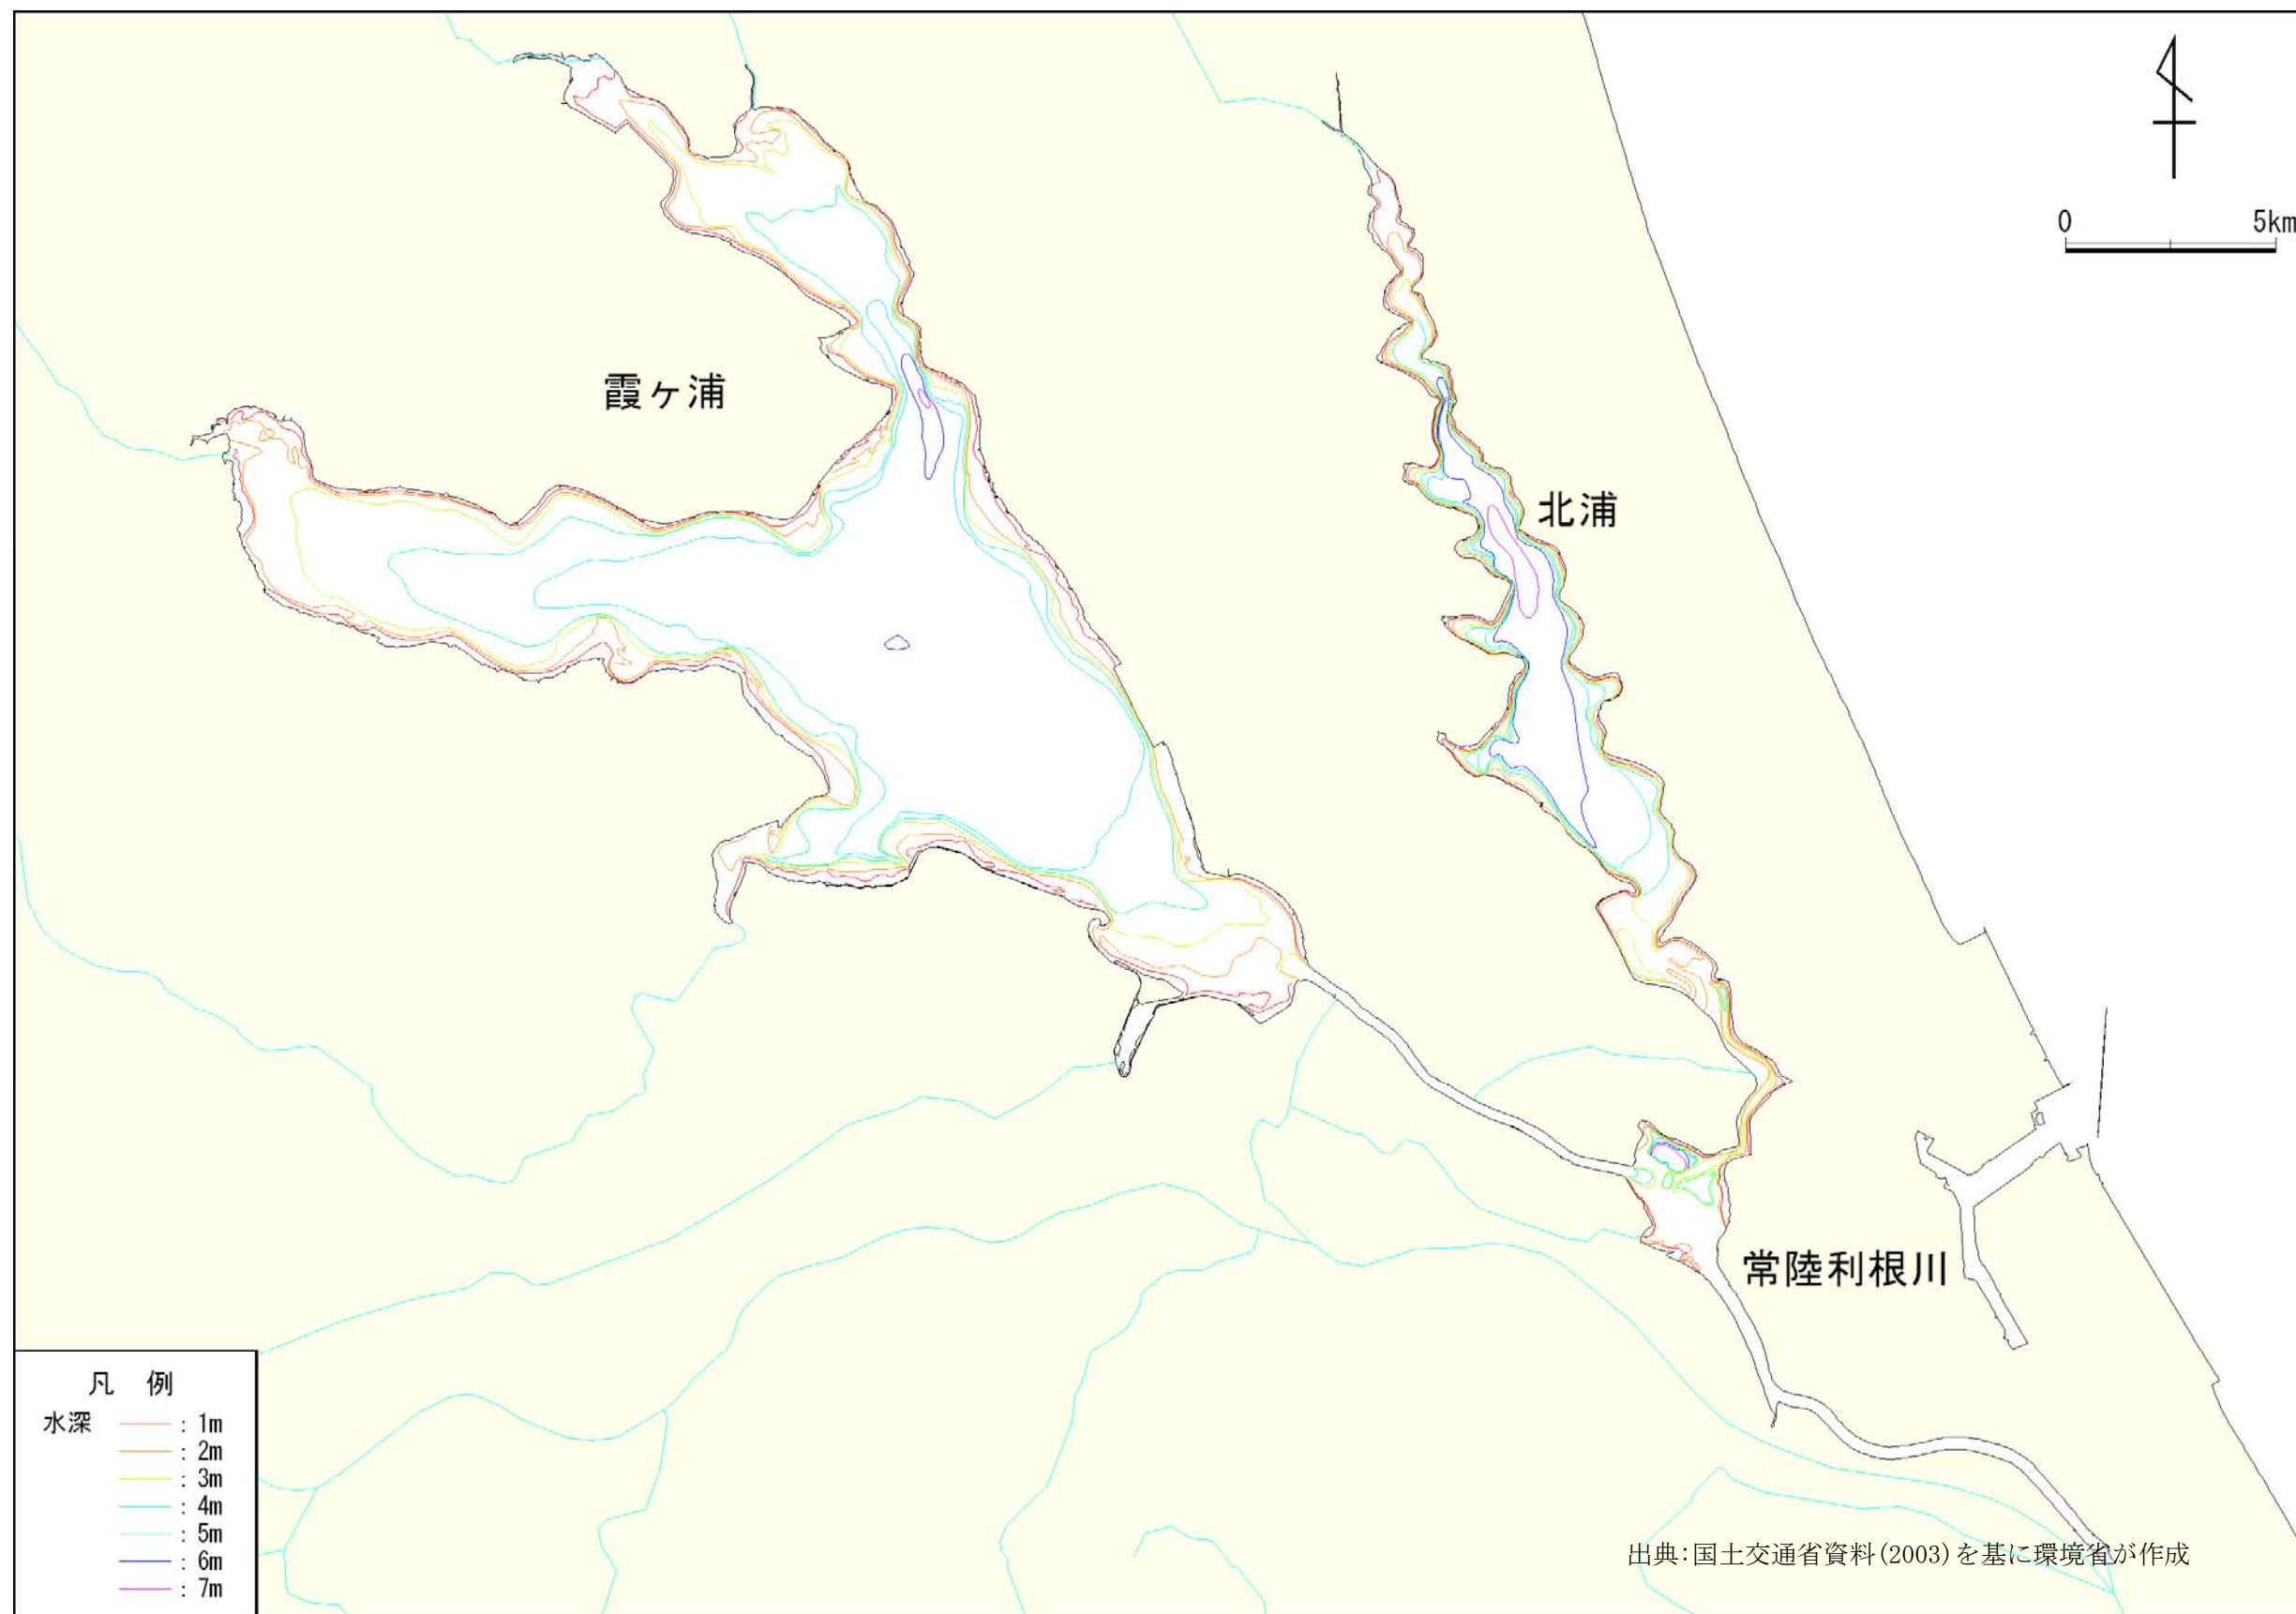 0 5km
霞ヶ浦
北浦
常陸利根川
凡 例
水深 : 1m
: 2m
: 3m
: 4m
: 5m
: 6m
: 7m
出典:国土交通省資料(2003)を基に環境省が作成